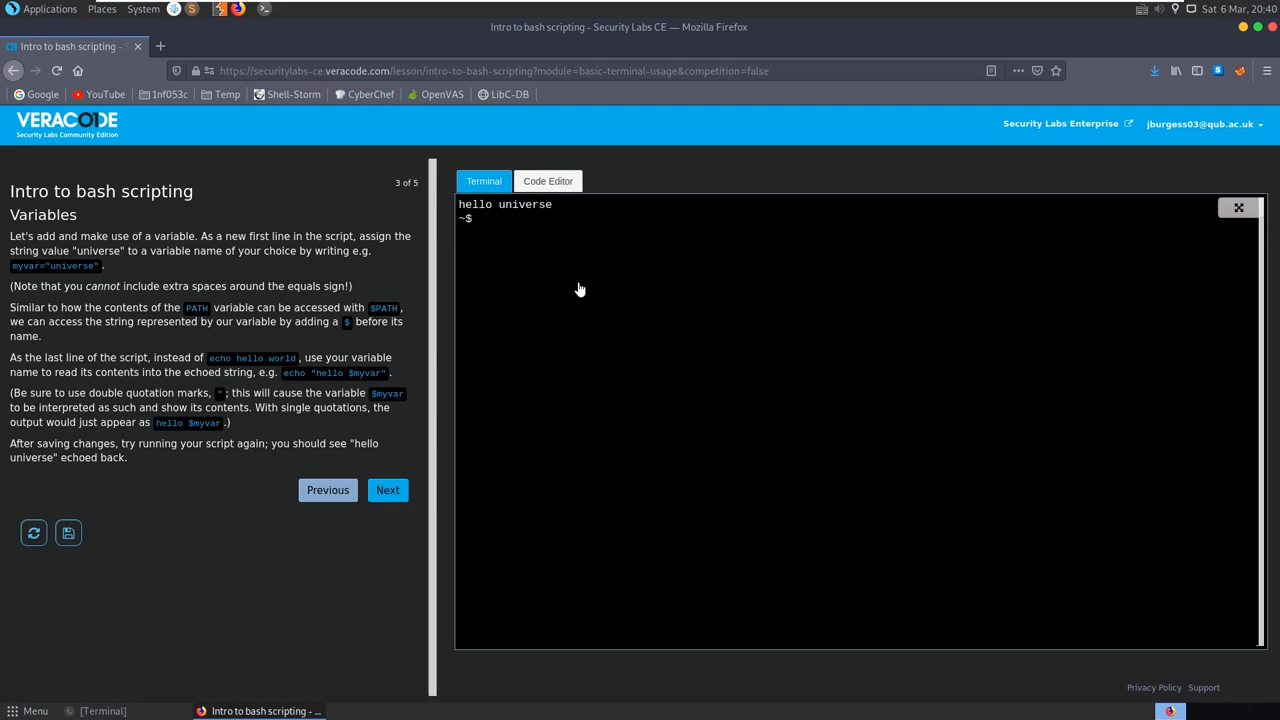 Applications Places System S Sat 6 Mar, 20:40
Intro to bash scripting - Security Labs CE — Mozilla Firefox
Intro to bash scripting - S
https://securitylabs-ce.veracode.com/lesson/intro-to-bash-scripting?module=basic-terminal-usage&competition=false
Google YouTube 1nf053c Temp Shell-Storm CyberChef OpenVAS LibC-DB
VERACODE
Security Labs Community Edition
Security Labs Enterprise jburgess03@qub.ac.uk
3 of 5
Intro to bash scripting
Variables
Let's add and make use of a variable. As a new first line in the script, assign the
string value "universe" to a variable name of your choice by writing e.g.
myvar="universe".
(Note that you cannot include extra spaces around the equals sign!)
Similar to how the contents of the PATH variable can be accessed with $PATH,
we can access the string represented by our variable by adding a $ before its
name.
As the last line of the script, instead of echo hello world, use your variable
name to read its contents into the echoed string, e.g. echo "hello $myvar".
(Be sure to use double quotation marks, "; this will cause the variable $myvar
to be interpreted as such and show its contents. With single quotations, the
output would just appear as hello $myvar.)
After saving changes, try running your script again; you should see "hello
universe" echoed back.
Previous Next
Terminal Code Editor
hello universe
~$
Privacy Policy Support
Menu [Terminal] Intro to bash scripting - ...